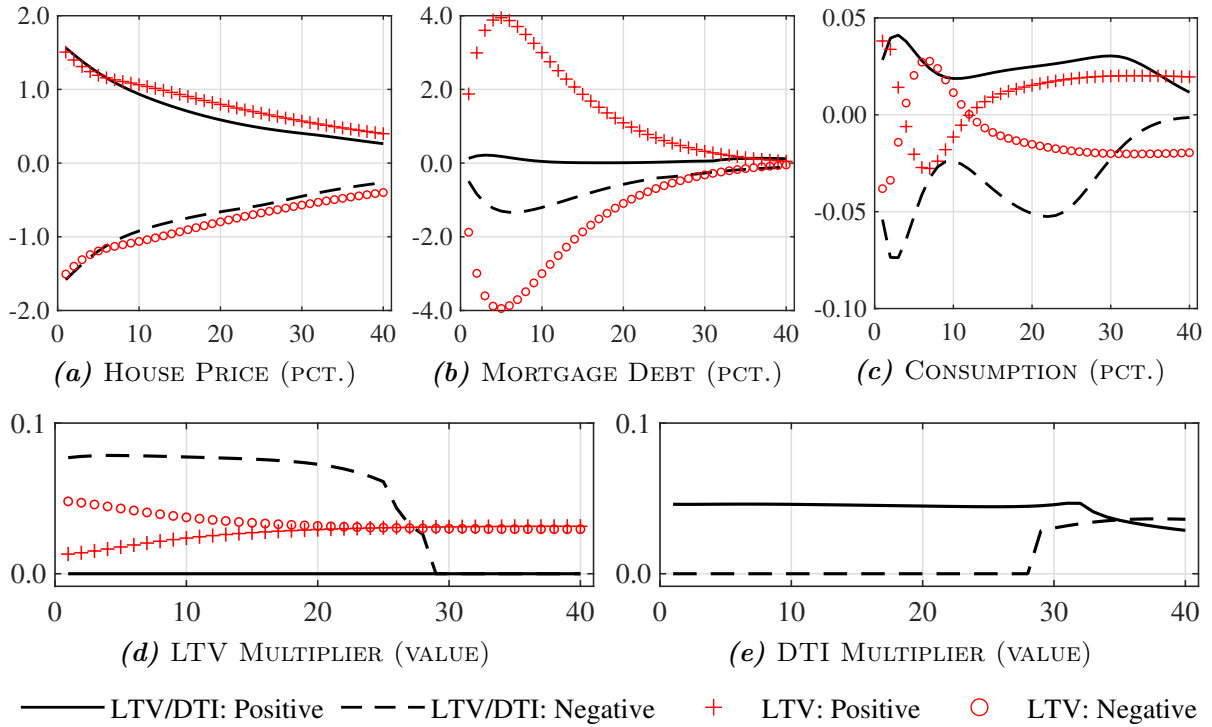 2.0
1.0
0.0
-1.0
-2.0
0 10 20 30 40
(a) HOUSE PRICE (PCT.)
4.0
2.0
0.0
-2.0
-4.0
0 10 20 30 40
(b) MORTGAGE DEBT (PCT.)
0.05
0.00
-0.05
-0.10
0 10 20 30 40
(c) CONSUMPTION (PCT.)
0.1
0.0
0 10 20 30 40
(d) LTV MULTIPLIER (VALUE)
0.1
0.0
0 10 20 30 40
(e) DTI MULTIPLIER (VALUE)
LTV/DTI: Positive LTV/DTI: Negative LTV: Positive LTV: Negative